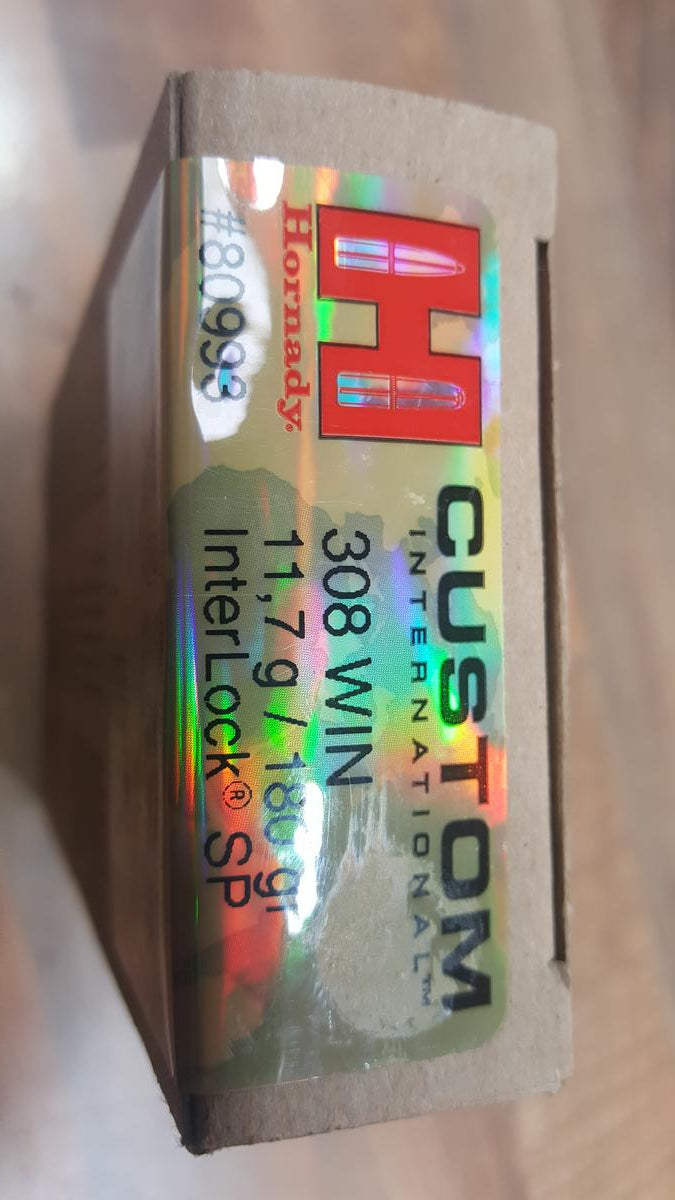 Hornady®
#80993
CUSTOM
INTERNATIONAL™
308 WIN
11,7 g / 180 gr
InterLock® SP